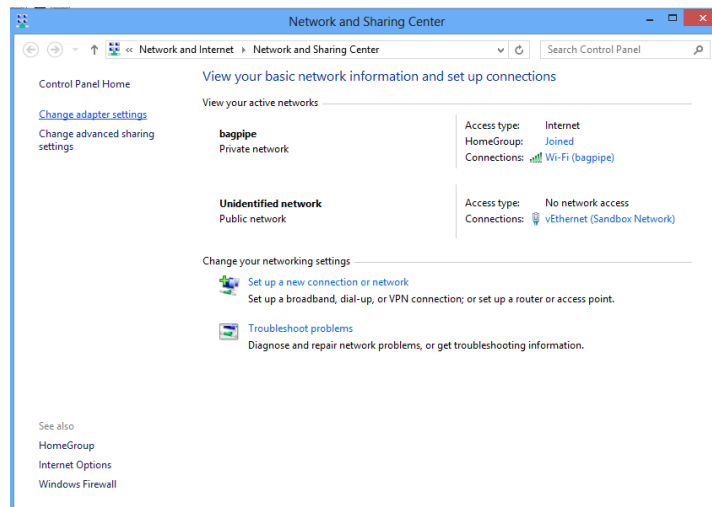 Network and Sharing Center
« Network and Internet Network and Sharing Center
Search Control Panel
Control Panel Home
Change adapter settings
Change advanced sharing
settings
View your basic network information and set up connections
View your active networks
bagpipe
Private network
Access type: Internet
HomeGroup: Joined
Connections: Wi-Fi (bagpipe)
Unidentified network
Public network
Access type: No network access
Connections: vEthernet (Sandbox Network)
Change your networking settings
Set up a new connection or network
Set up a broadband, dial-up, or VPN connection; or set up a router or access point.
Troubleshoot problems
Diagnose and repair network problems, or get troubleshooting information.
See also
HomeGroup
Internet Options
Windows Firewall